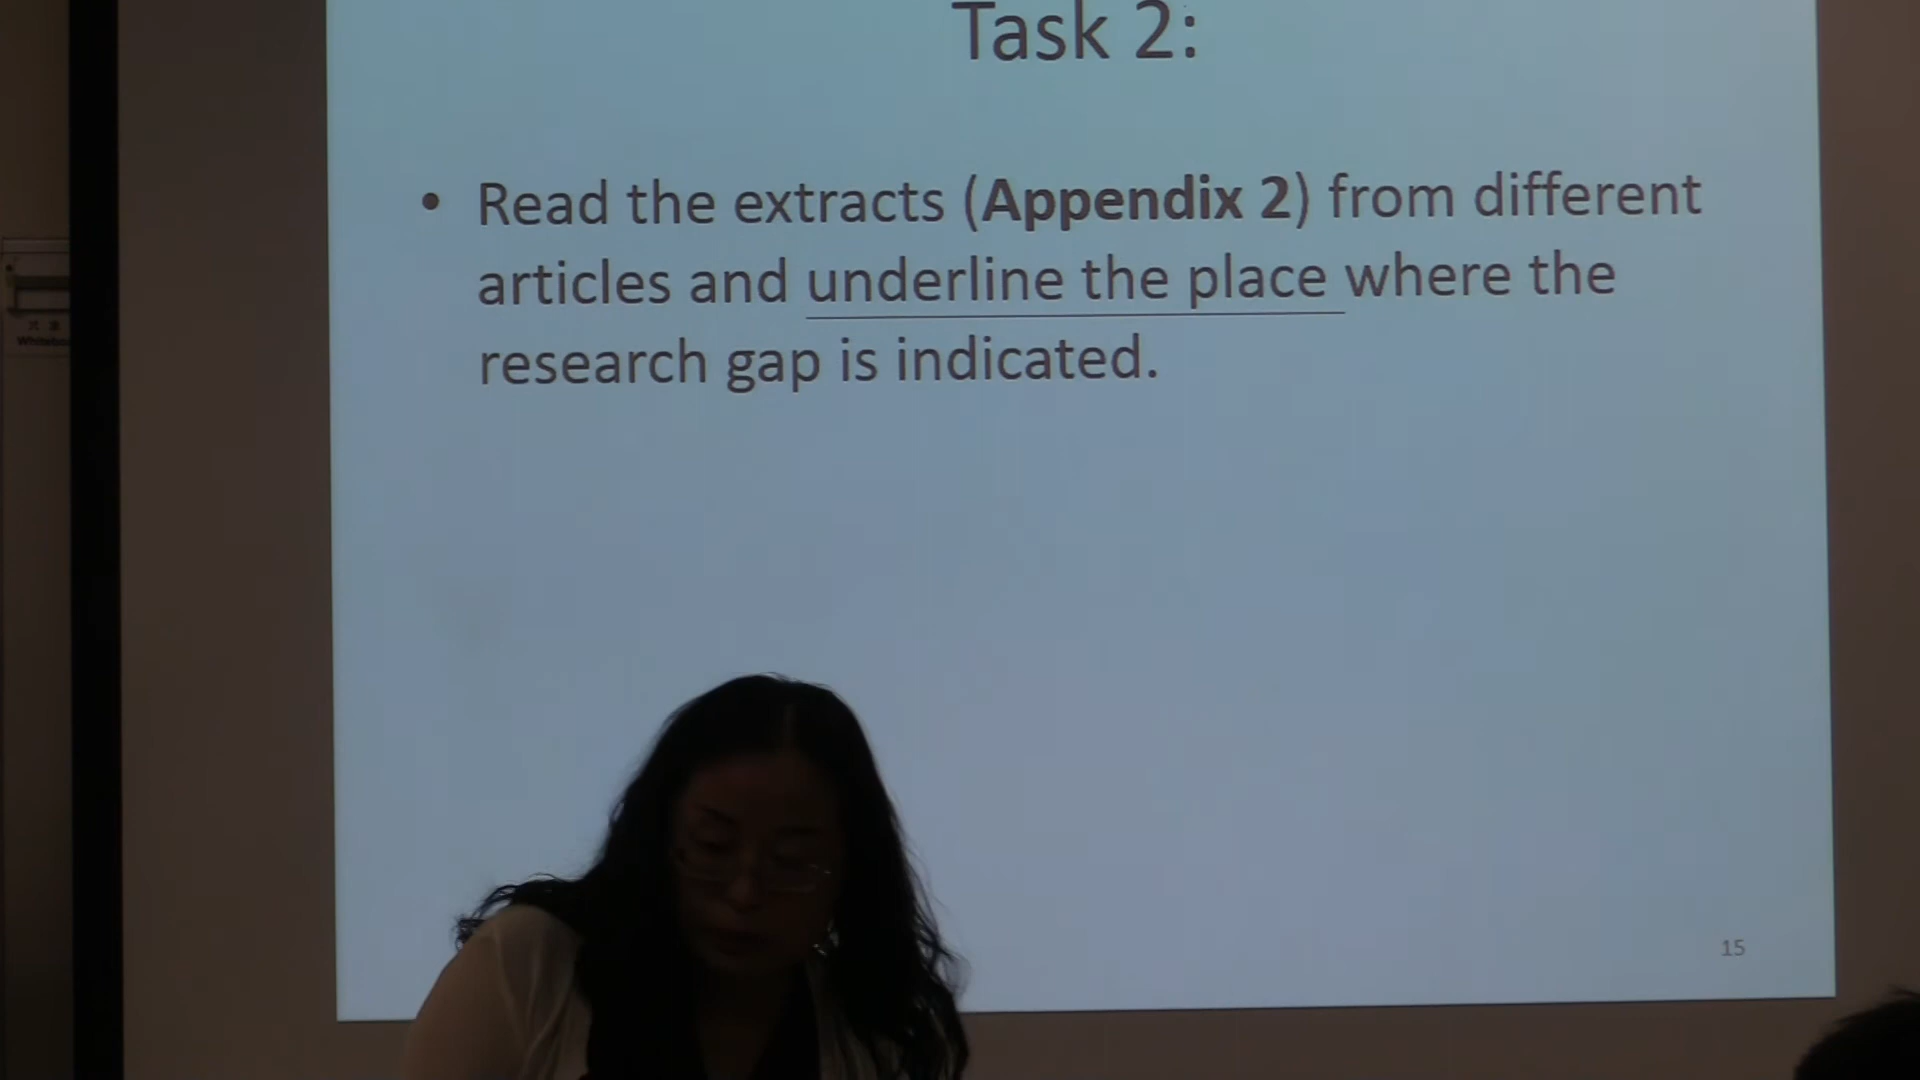 Task 2:
• Read the extracts (Appendix 2) from different
articles and underline the place where the
research gap is indicated.
15